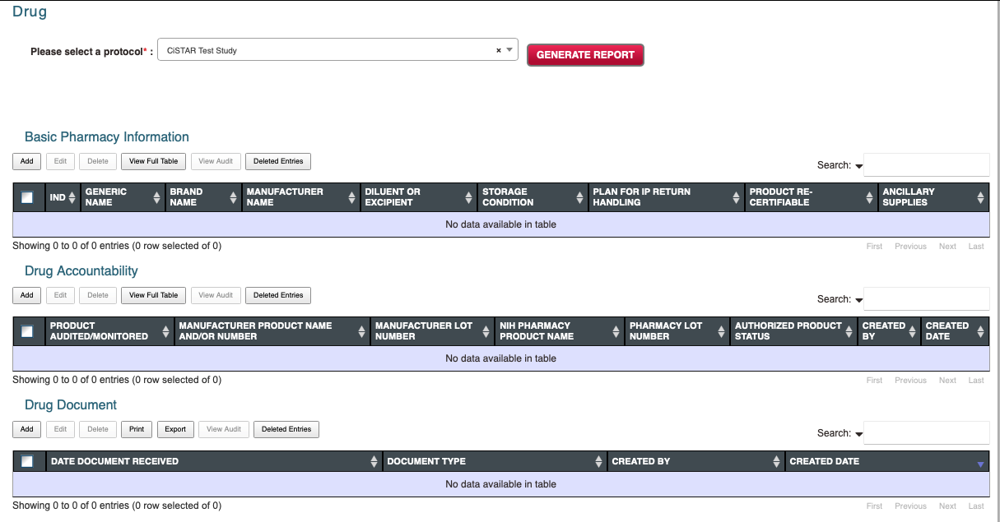 Drug
Please select a protocol* :
CiSTAR Test Study
× 
GENERATE REPORT
Basic Pharmacy Information
Add Edit Delete View Full Table View Audit Deleted Entries
Search:
IND GENERIC NAME BRAND NAME MANUFACTURER NAME DILUENT OR EXCIPIENT STORAGE CONDITION PLAN FOR IP RETURN HANDLING PRODUCT RE-CERTIFIABLE ANCILLARY SUPPLIES
No data available in table
Showing 0 to 0 of 0 entries (0 row selected of 0)
First Previous Next Last
Drug Accountability
Add Edit Delete View Full Table View Audit Deleted Entries
Search:
PRODUCT AUDITED/MONITORED MANUFACTURER PRODUCT NAME AND/OR NUMBER MANUFACTURER LOT NUMBER NIH PHARMACY PRODUCT NAME PHARMACY LOT NUMBER AUTHORIZED PRODUCT STATUS CREATED BY CREATED DATE
No data available in table
Showing 0 to 0 of 0 entries (0 row selected of 0)
First Previous Next Last
Drug Document
Add Edit Delete Print Export View Audit Deleted Entries
Search:
DATE DOCUMENT RECEIVED DOCUMENT TYPE CREATED BY CREATED DATE
No data available in table
Showing 0 to 0 of 0 entries (0 row selected of 0)
First Previous Next Last